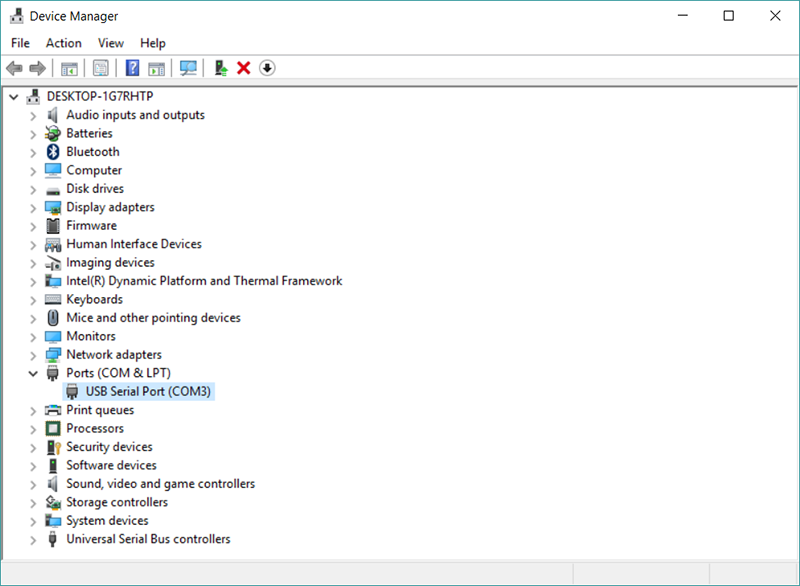 Device Manager
File Action View Help
DESKTOP-1G7RHTP
Audio inputs and outputs
Batteries
Bluetooth
Computer
Disk drives
Display adapters
Firmware
Human Interface Devices
Imaging devices
Intel(R) Dynamic Platform and Thermal Framework
Keyboards
Mice and other pointing devices
Monitors
Network adapters
Ports (COM & LPT)
USB Serial Port (COM3)
Print queues
Processors
Security devices
Software devices
Sound, video and game controllers
Storage controllers
System devices
Universal Serial Bus controllers